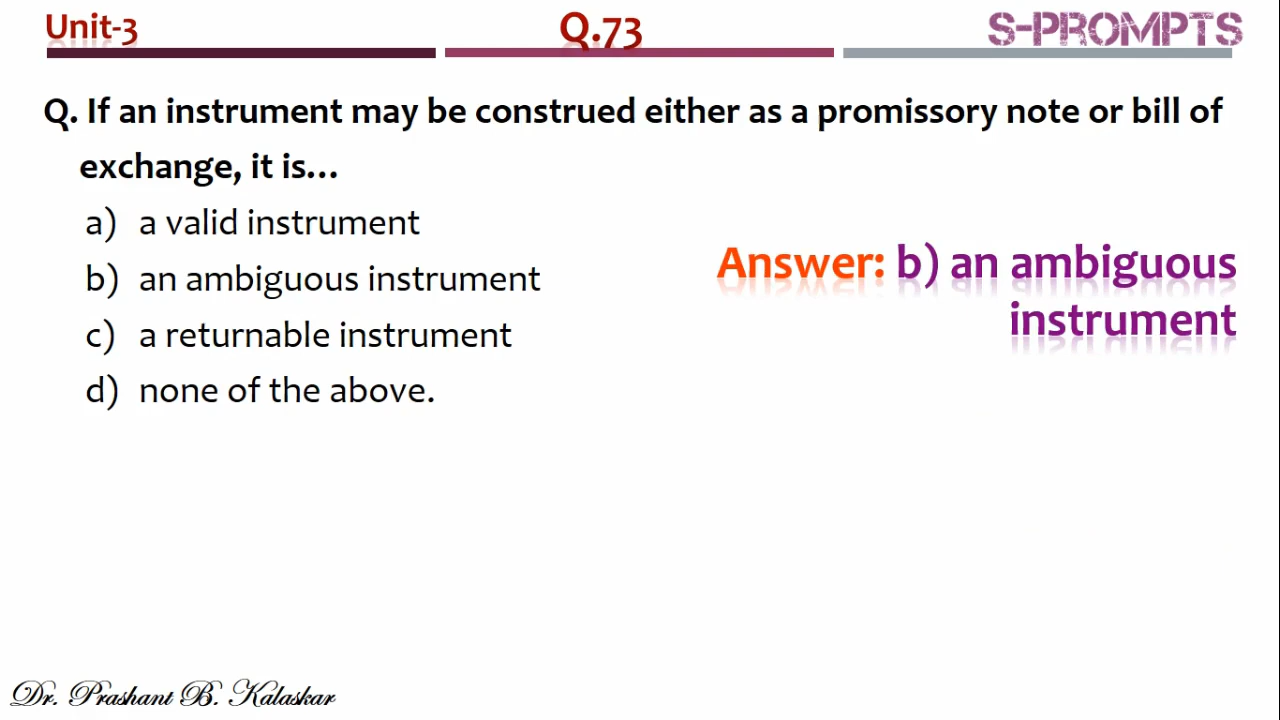 Unit-3
Q.73
S-PROMPTS
Q. If an instrument may be construed either as a promissory note or bill of
exchange, it is...
a) a valid instrument
b) an ambiguous instrument
c) a returnable instrument
d) none of the above.
Answer: b) an ambiguous
instrument
Dr. Prashant B. Kalaskar